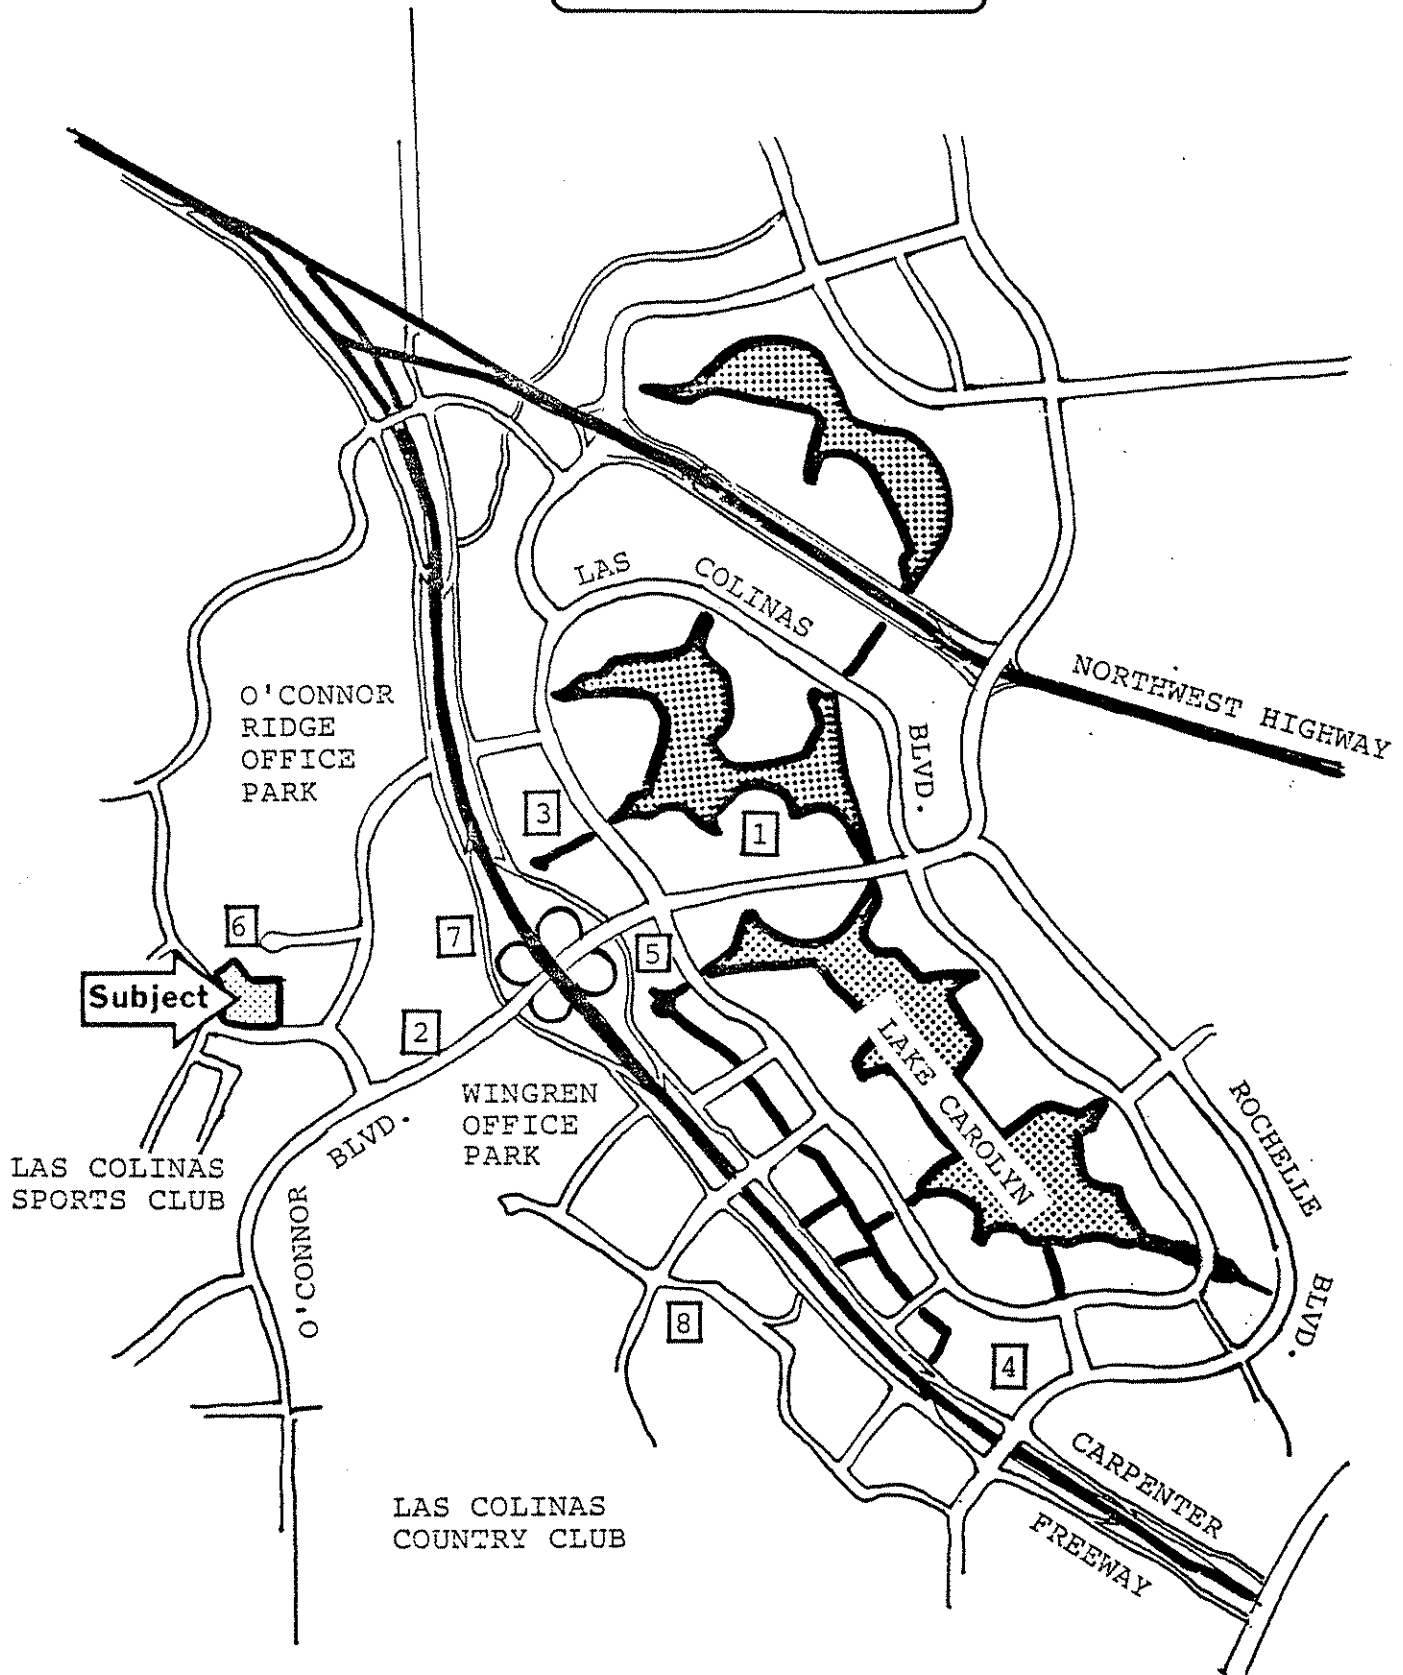 LAS COLINAS
BLVD.
NORTHWEST HIGHWAY
O'CONNOR
RIDGE
OFFICE
PARK
3
1
6
7
5
Subject
2
LAKE CAROLYN
WINGREN
OFFICE
PARK
ROCHELLE
BLVD.
O'CONNOR
BLVD.
LAS COLINAS
SPORTS CLUB
8
4
CARPENTER
FREEWAY
LAS COLINAS
COUNTRY CLUB